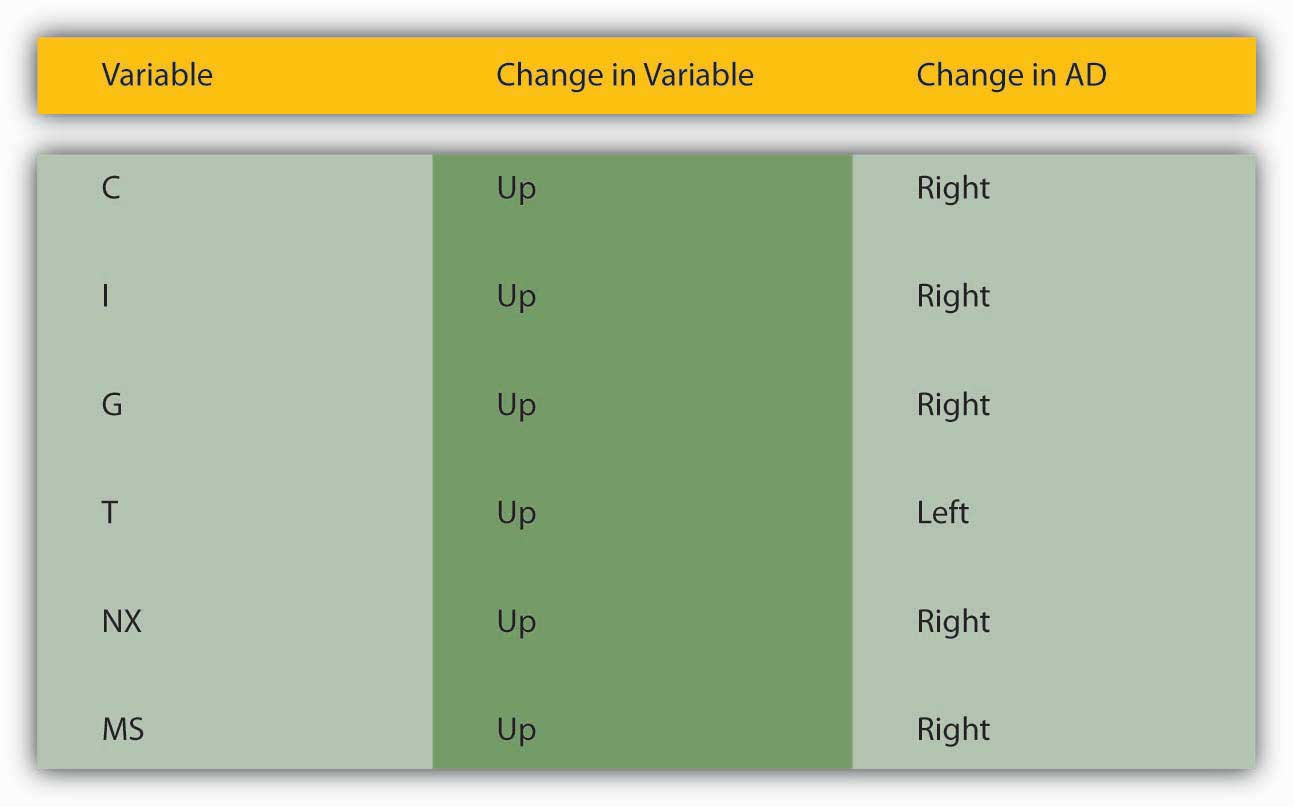 Variable Change in Variable Change in AD
C Up Right
I Up Right
G Up Right
T Up Left
NX Up Right
MS Up Right